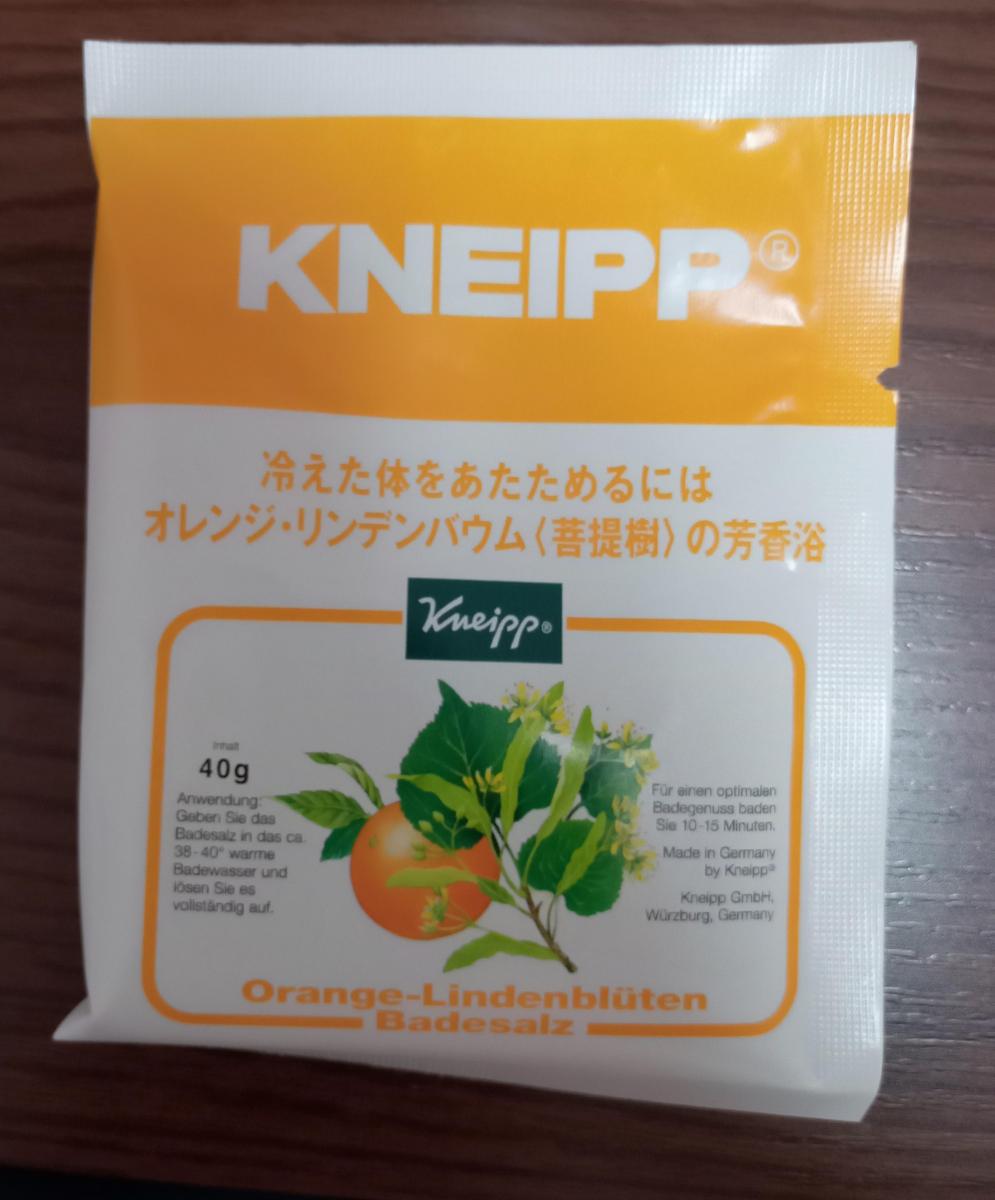 KNEIPP®
冷えた体をあたためるには
オレンジ・リンデンバウム〈菩提樹〉の芳香浴
Kneipp®
Inhalt
40g
Anwendung:
Geben Sie das
Badesalz in das ca.
38-40° warme
Badewasser und
lösen Sie es
vollständig auf.
Für einen optimalen
Badegenuss baden
Sie 10-15 Minuten.
Made in Germany
by Kneipp®
Kneipp GmbH,
Würzburg, Germany
Orange-Lindenblüten
Badesalz